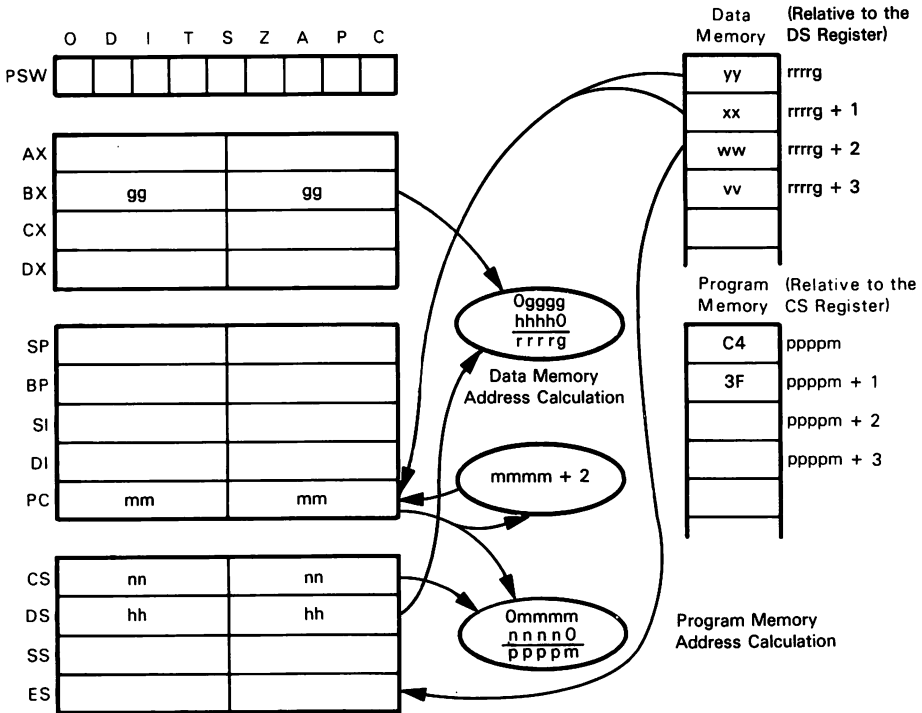 O D I T S Z A P C
PSW
AX
BX gg gg
CX
DX
SP
BP
SI
DI
PC mm mm
CS nn nn
DS hh hh
SS
ES
0gggg
hhhh0
rrrrg
Data Memory
Address Calculation
mmmm + 2
0mmmm
nnnn0
ppppm
Program Memory
Address Calculation
Data
Memory
(Relative to the
DS Register)
yy rrrrg
xx rrrrg + 1
ww rrrrg + 2
vv rrrrg + 3
Program
Memory
(Relative to the
CS Register)
C4 ppppm
3F ppppm + 1
ppppm + 2
ppppm + 3